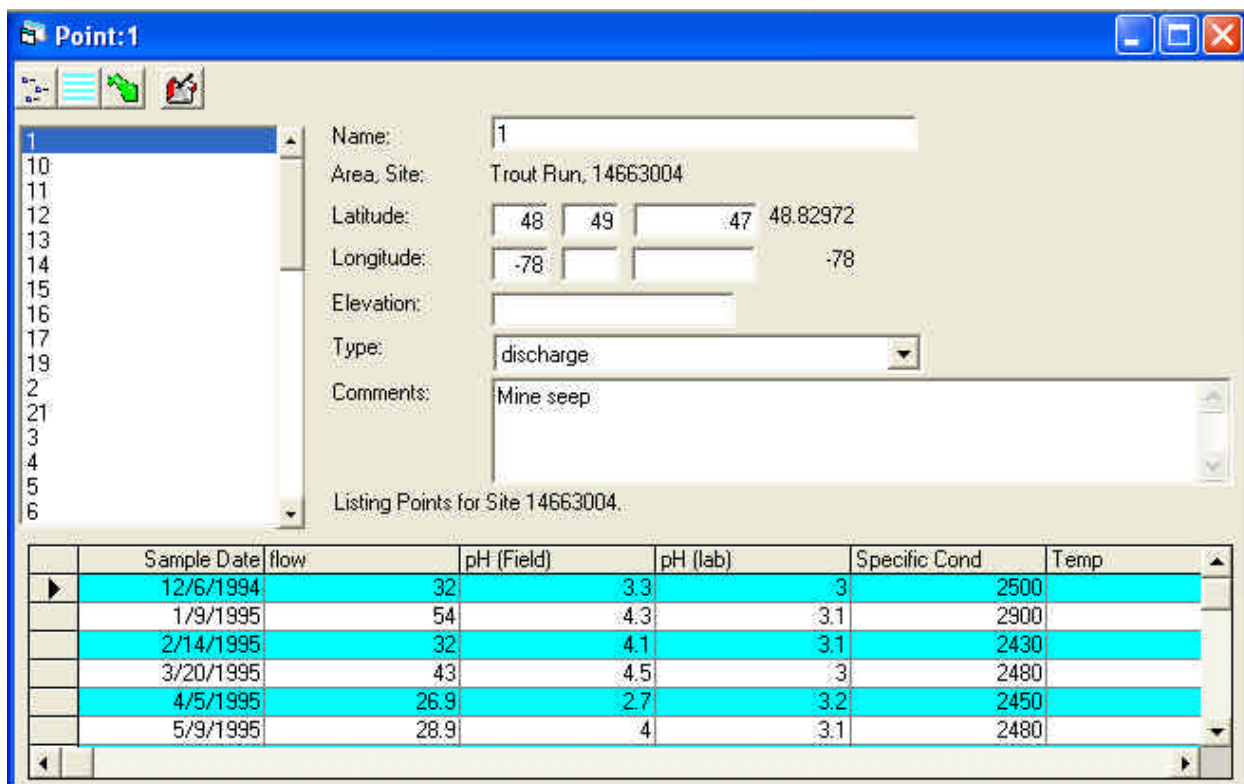 Point:1
1
10
11
12
13
14
15
16
17
19
2
21
3
4
5
6
Name: 1
Area, Site: Trout Run, 14663004
Latitude: 48 49 47 48.82972
Longitude: -78 -78
Elevation:
Type: discharge
Comments: Mine seep
Listing Points for Site 14663004.
Sample Date flow pH (Field) pH (lab) Specific Cond Temp
12/6/1994 32 3.3 3 2500
1/9/1995 54 4.3 3.1 2900
2/14/1995 32 4.1 3.1 2430
3/20/1995 43 4.5 3 2480
4/5/1995 26.9 2.7 3.2 2450
5/9/1995 28.9 4 3.1 2480